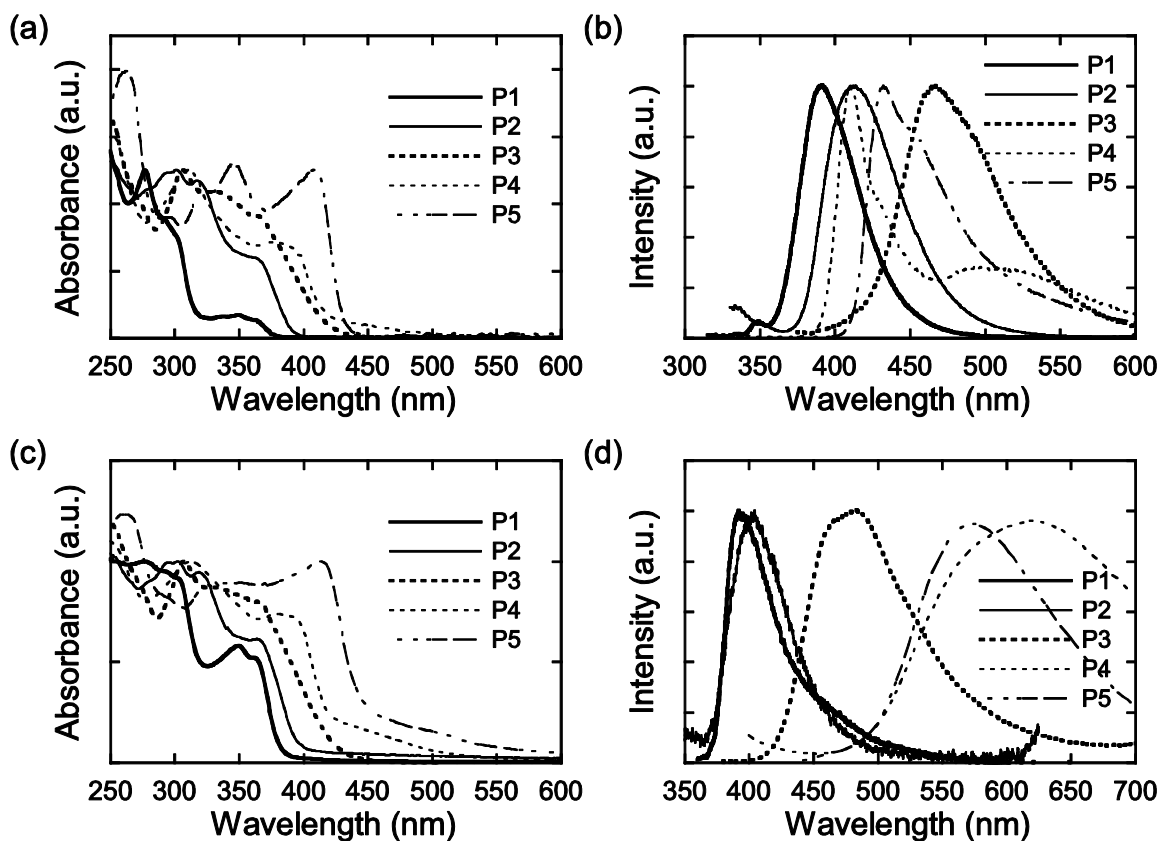 (a)
Absorbance (a.u.)
P1
P2
P3
P4
P5
250 300 350 400 450 500 550 600
Wavelength (nm)
(b)
Intensity (a.u.)
P1
P2
P3
P4
P5
300 350 400 450 500 550 600
Wavelength (nm)
(c)
Absorbance (a.u.)
P1
P2
P3
P4
P5
250 300 350 400 450 500 550 600
Wavelength (nm)
(d)
Intensity (a.u.)
P1
P2
P3
P4
P5
350 400 450 500 550 600 650 700
Wavelength (nm)